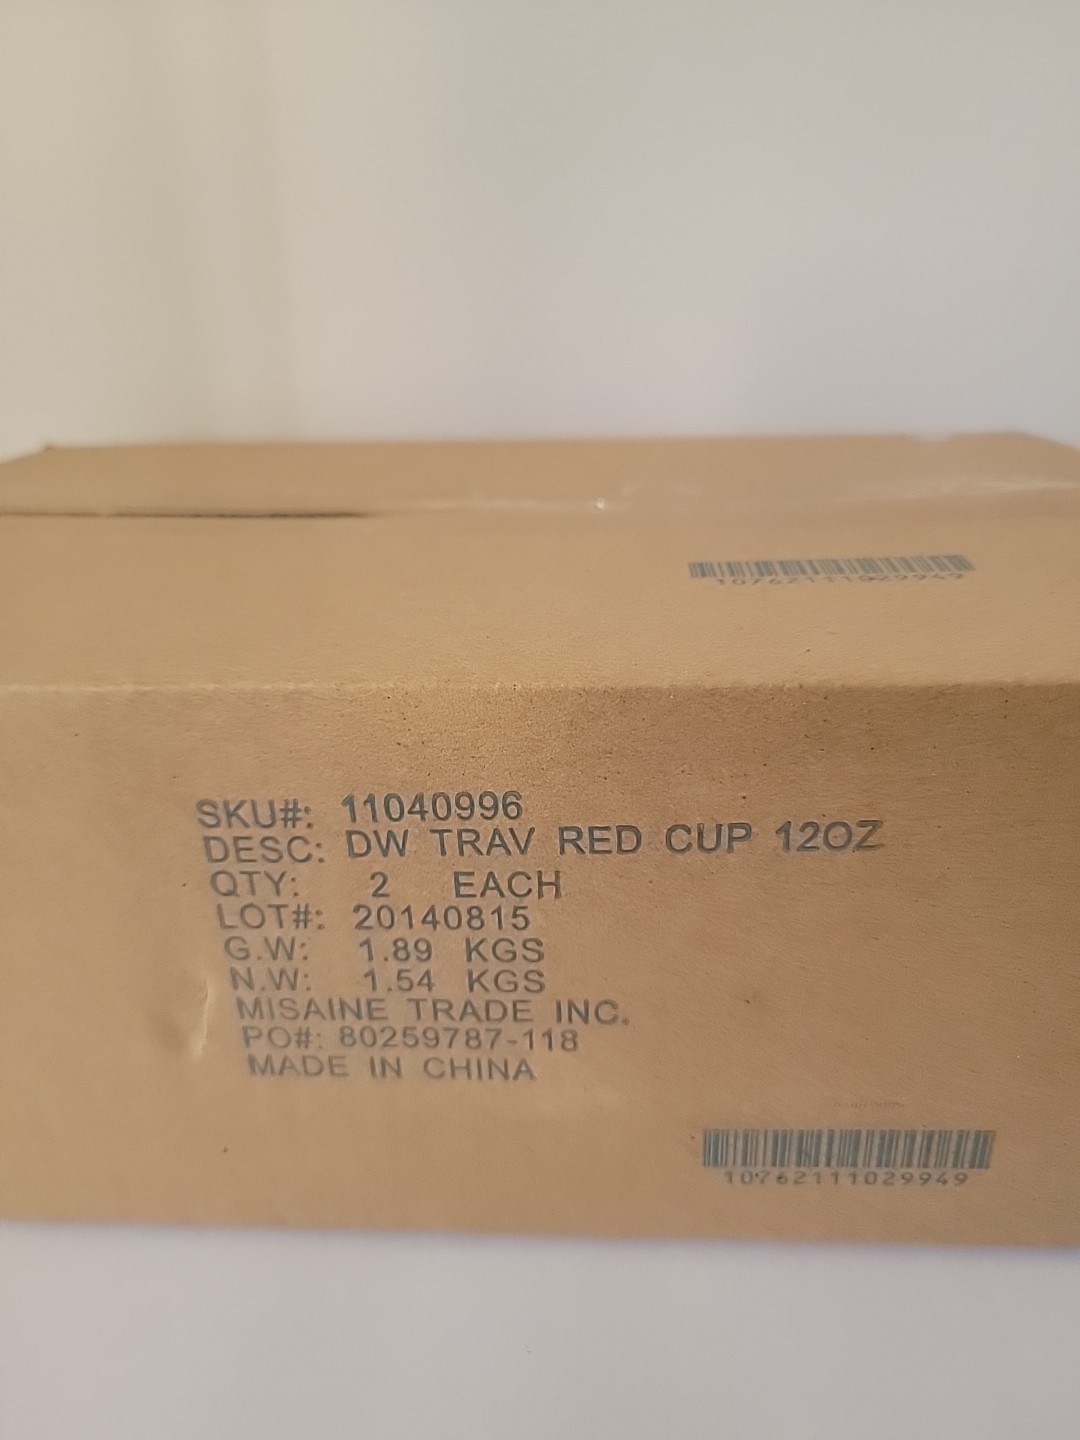 10762111029949
SKU#: 11040996
DESC: DW TRAV RED CUP 12OZ
QTY: 2 EACH
LOT#: 20140815
G.W: 1.89 KGS
N.W: 1.54 KGS
MISAINE TRADE INC.
PO#: 80259787-118
MADE IN CHINA
10762111029949